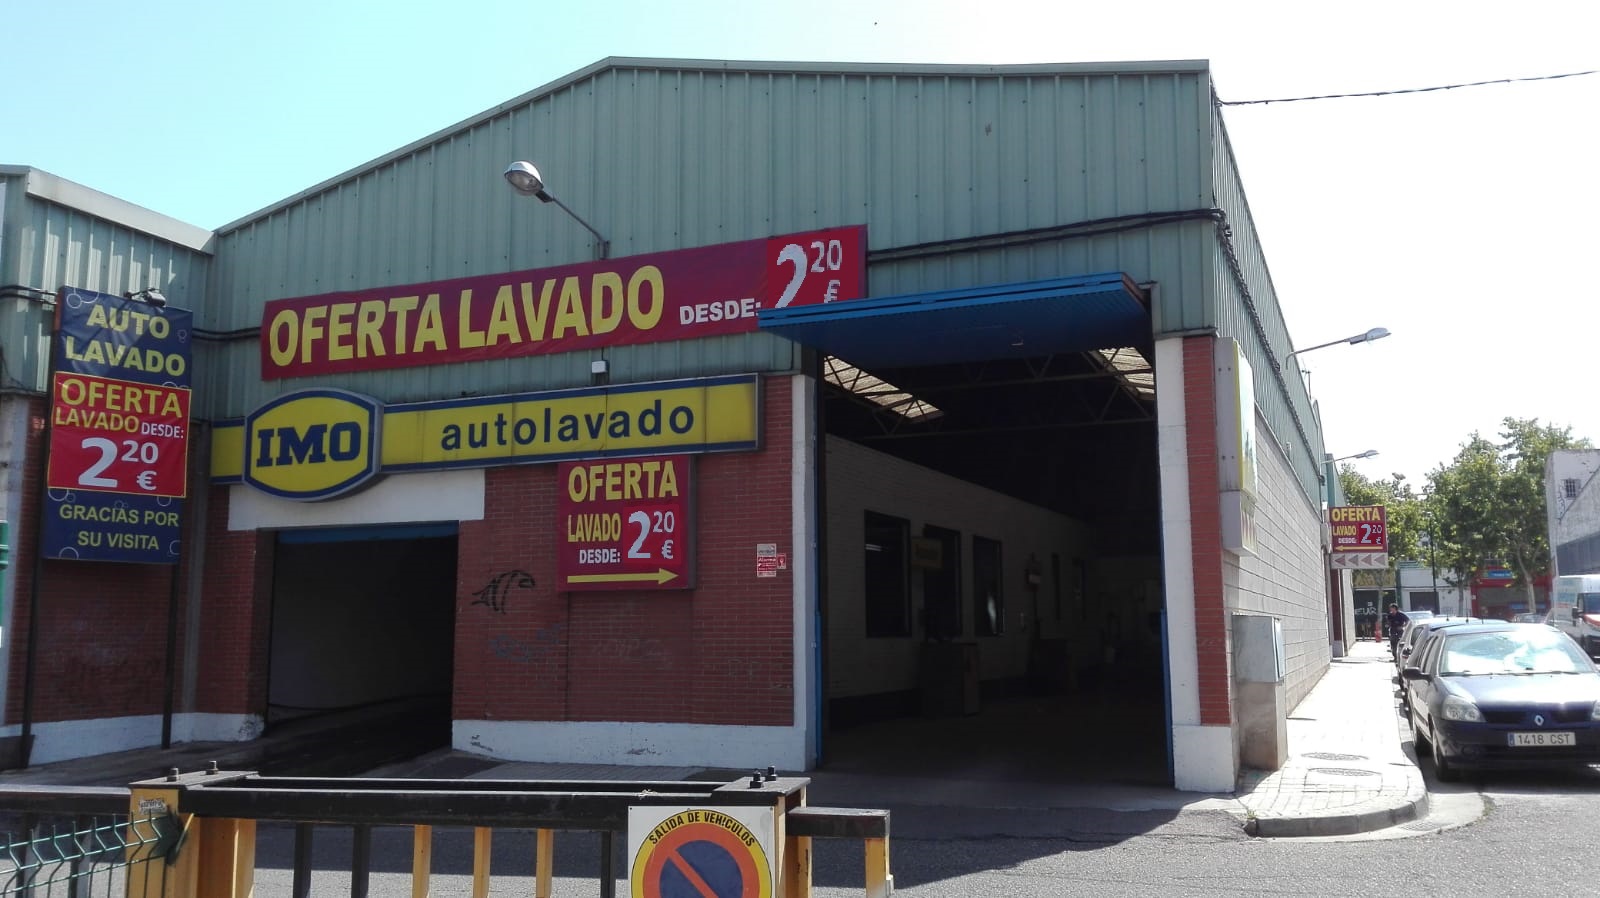 OFERTA LAVADO DESDE: 2,20 €
AUTO
LAVADO
OFERTA
LAVADO DESDE:
2 20 €
GRACIAS POR
SU VISITA
IMO autolavado
OFERTA
LAVADO
DESDE: 2 20 €
OFERTA
LAVADO
DESDE: 2 20 €
SALIDA DE VEHICULOS
1418 CST